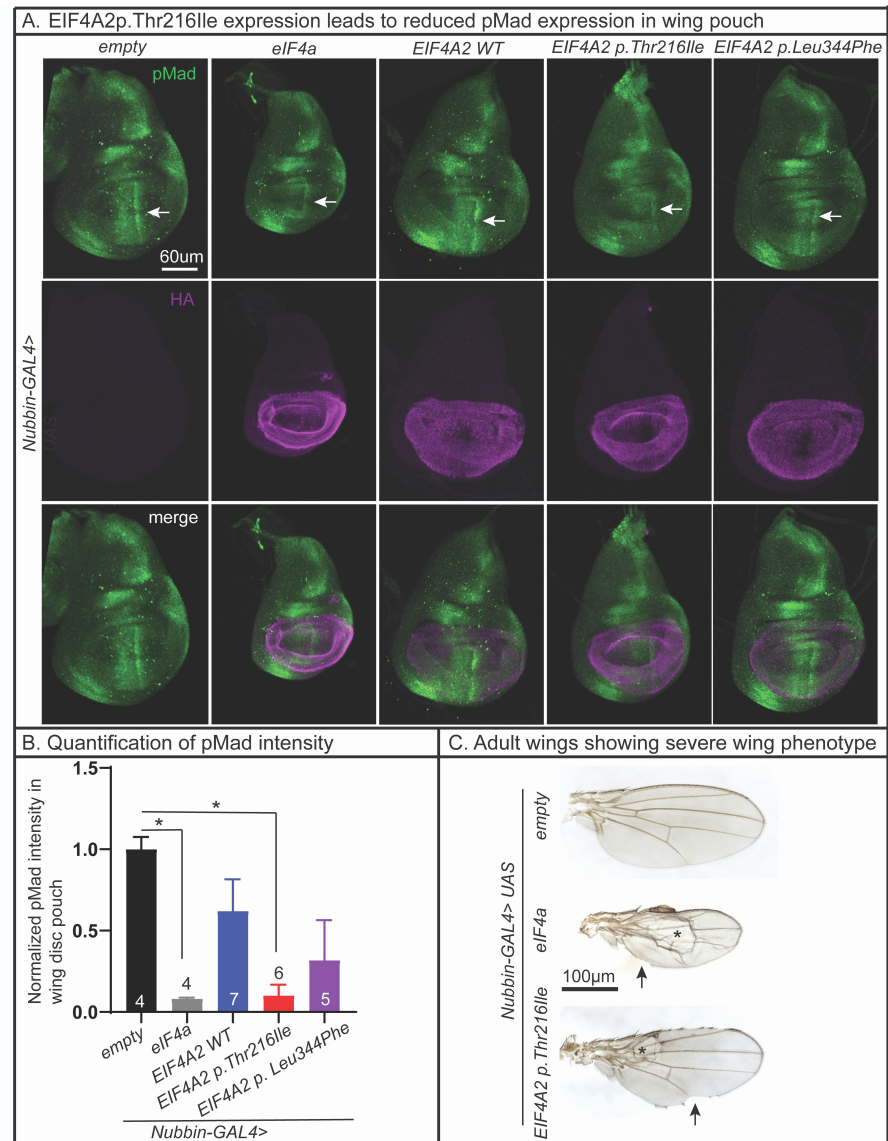 A. EIF4A2p.Thr216Ile expression leads to reduced pMad expression in wing pouch
empty
eIF4a
EIF4A2 WT
EIF4A2 p.Thr216Ile
EIF4A2 p.Leu344Phe
pMad
60um
HA
Nubbin-GAL4>
UAS
merge
B. Quantification of pMad intensity
Normalized pMad intensity in
wing disc pouch
1.5
1.0
0.5
0.0
*
*
4
4
7
6
5
empty
eIF4a
EIF4A2 WT
EIF4A2 p.Thr216Ile
EIF4A2 p. Leu344Phe
Nubbin-GAL4>
C. Adult wings showing severe wing phenotype
Nubbin-GAL4> UAS
empty
eIF4a
*
100µm
EIF4A2 p.Thr216Ile
*